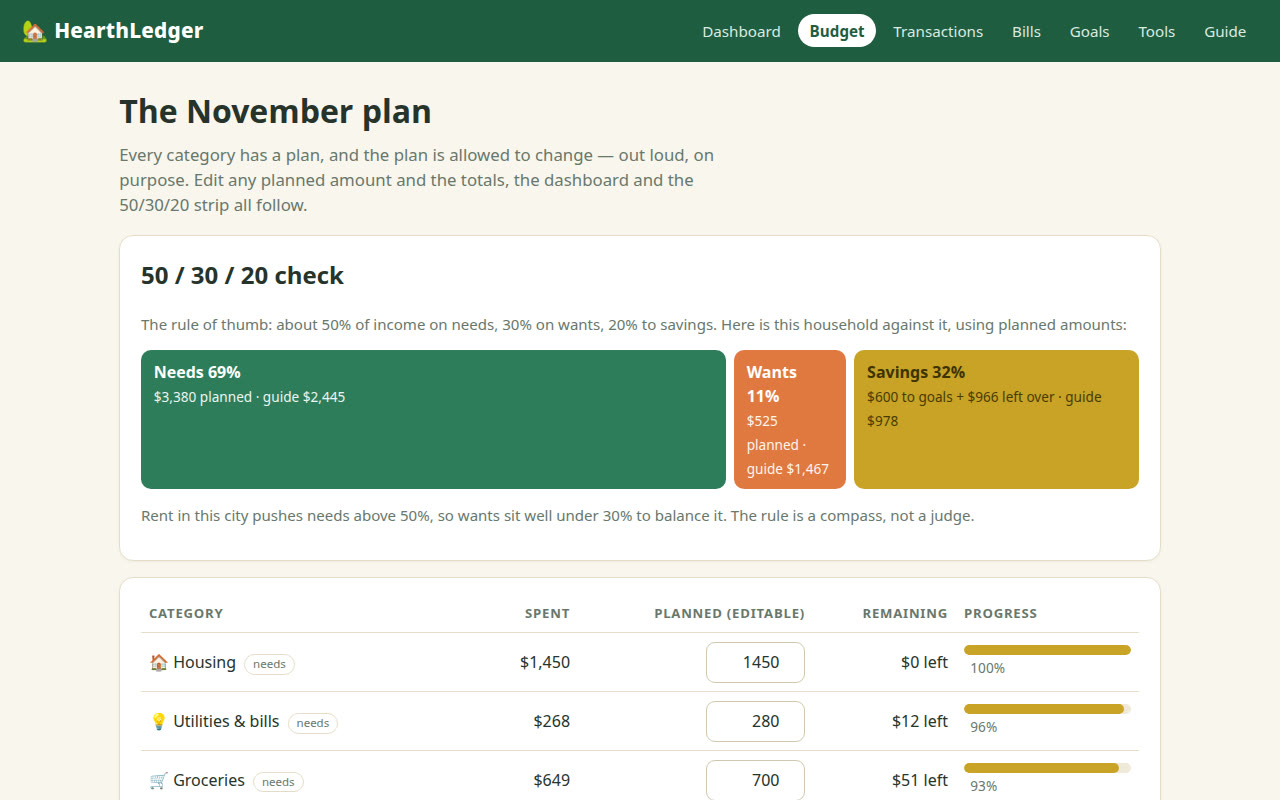 🏡 HearthLedger
Dashboard Budget Transactions Bills Goals Tools Guide
The November plan
Every category has a plan, and the plan is allowed to change — out loud, on
purpose. Edit any planned amount and the totals, the dashboard and the
50/30/20 strip all follow.
50 / 30 / 20 check
The rule of thumb: about 50% of income on needs, 30% on wants, 20% to savings. Here is this household against it, using planned amounts:
Needs 69%
$3,380 planned · guide $2,445
Wants
11%
$525
planned ·
guide $1,467
Savings 32%
$600 to goals + $966 left over · guide
$978
Rent in this city pushes needs above 50%, so wants sit well under 30% to balance it. The rule is a compass, not a judge.
CATEGORY SPENT PLANNED (EDITABLE) REMAINING PROGRESS
🏠 Housing needs $1,450 1450 $0 left 100%
💡 Utilities & bills needs $268 280 $12 left 96%
🛒 Groceries needs $649 700 $51 left 93%